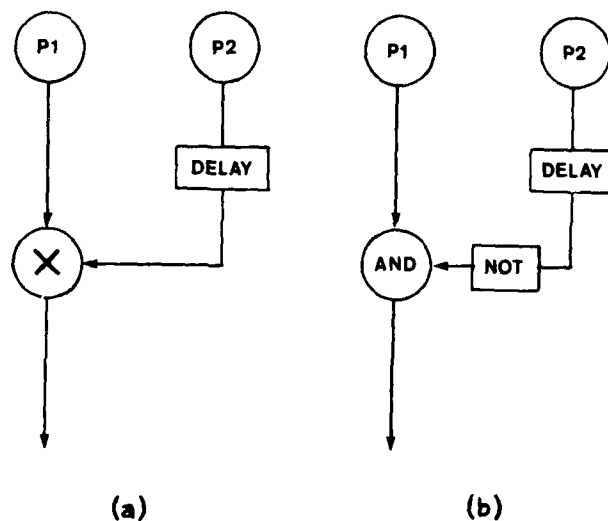 P1 P2
DELAY
X
(a)
P1 P2
DELAY
AND NOT
(b)